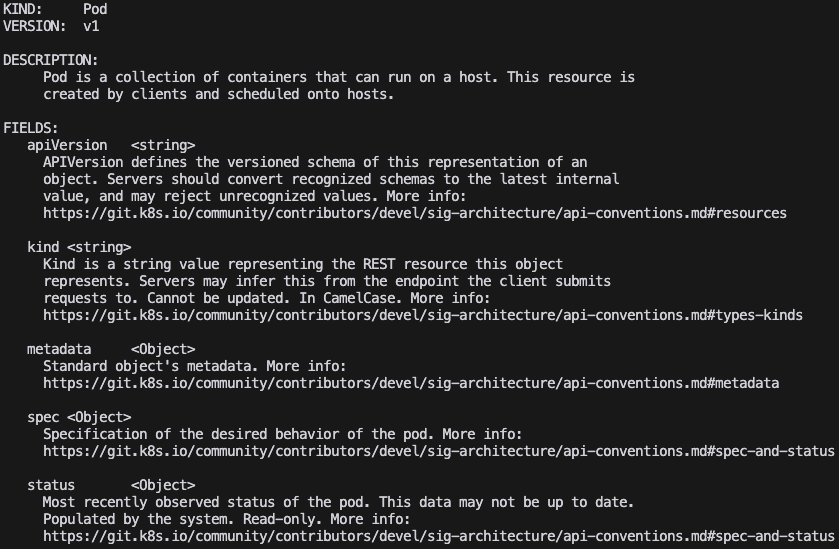 KIND:     Pod
VERSION:  v1

DESCRIPTION:
     Pod is a collection of containers that can run on a host. This resource is
     created by clients and scheduled onto hosts.

FIELDS:
   apiVersion   <string>
     APIVersion defines the versioned schema of this representation of an
     object. Servers should convert recognized schemas to the latest internal
     value, and may reject unrecognized values. More info:
     https://git.k8s.io/community/contributors/devel/sig-architecture/api-conventions.md#resources

   kind <string>
     Kind is a string value representing the REST resource this object
     represents. Servers may infer this from the endpoint the client submits
     requests to. Cannot be updated. In CamelCase. More info:
     https://git.k8s.io/community/contributors/devel/sig-architecture/api-conventions.md#types-kinds

   metadata     <Object>
     Standard object's metadata. More info:
     https://git.k8s.io/community/contributors/devel/sig-architecture/api-conventions.md#metadata

   spec <Object>
     Specification of the desired behavior of the pod. More info:
     https://git.k8s.io/community/contributors/devel/sig-architecture/api-conventions.md#spec-and-status

   status       <Object>
     Most recently observed status of the pod. This data may not be up to date.
     Populated by the system. Read-only. More info:
     https://git.k8s.io/community/contributors/devel/sig-architecture/api-conventions.md#spec-and-status